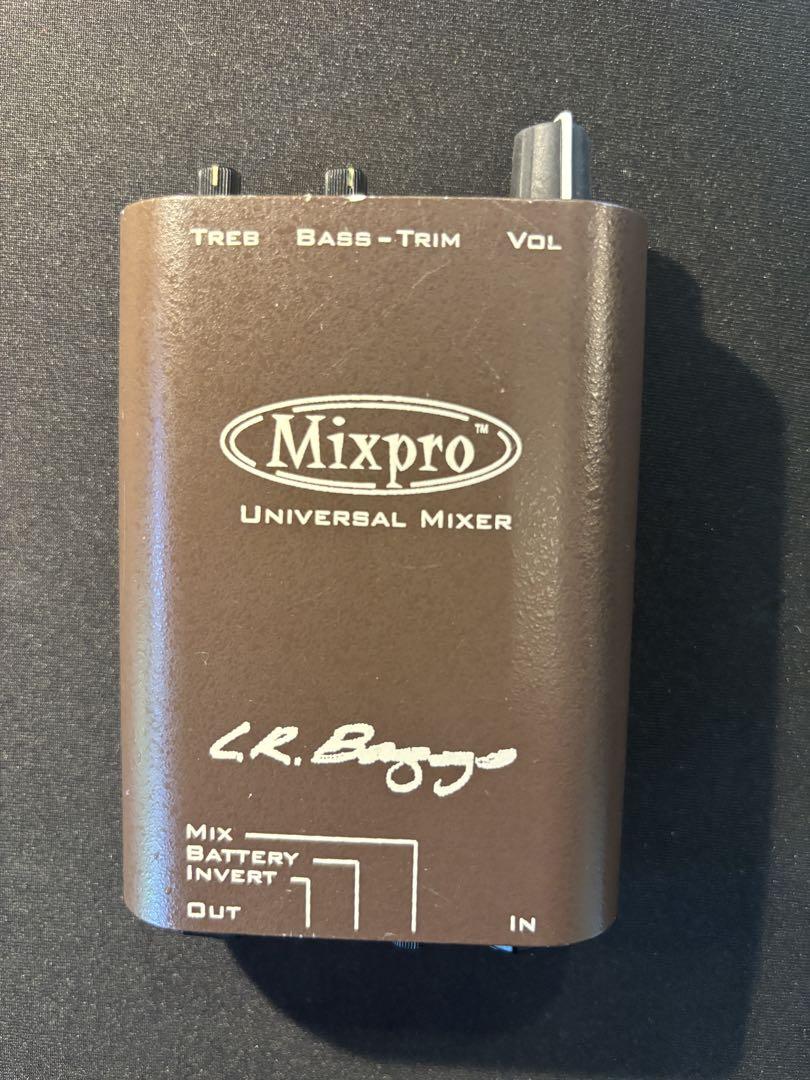 TREB BASS-TRIM VOL
Mixpro™
UNIVERSAL MIXER
L.R. Baggs
MIX
BATTERY
INVERT
OUT IN